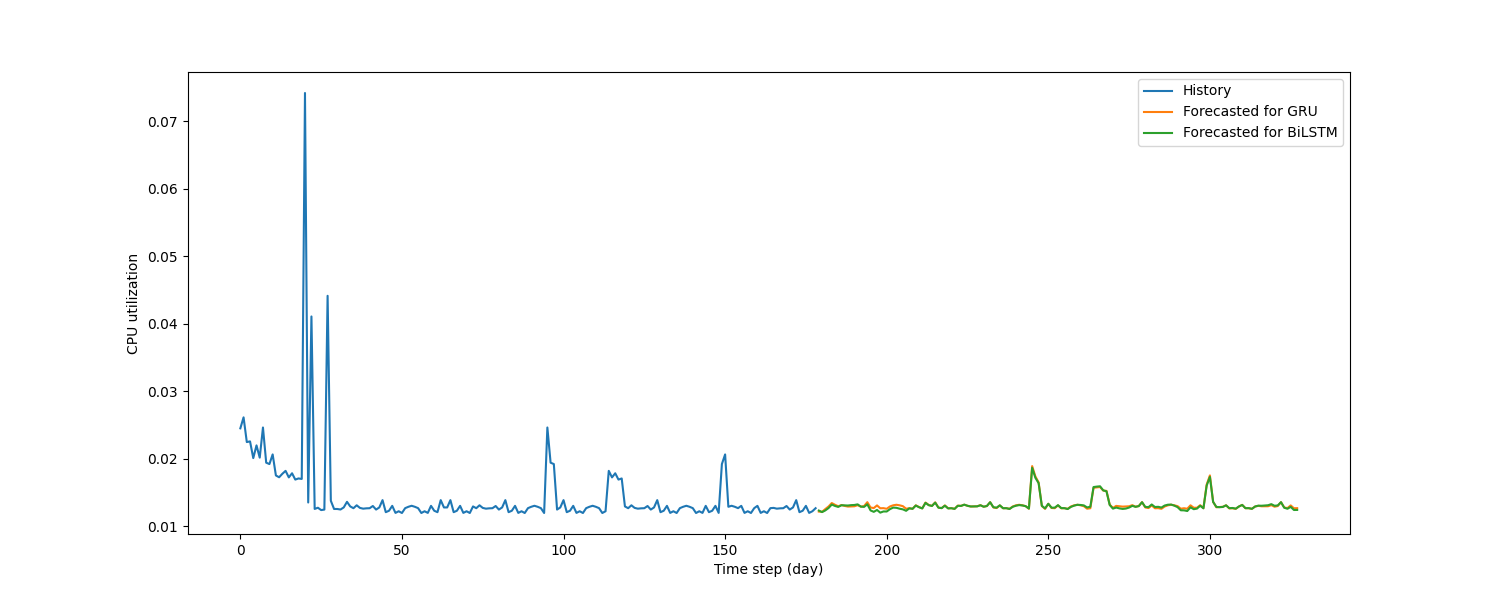 History
Forecasted for GRU
Forecasted for BiLSTM
0.07
0.06
0.05
0.04
0.03
0.02
0.01
CPU utilization
0 50 100 150 200 250 300
Time step (day)